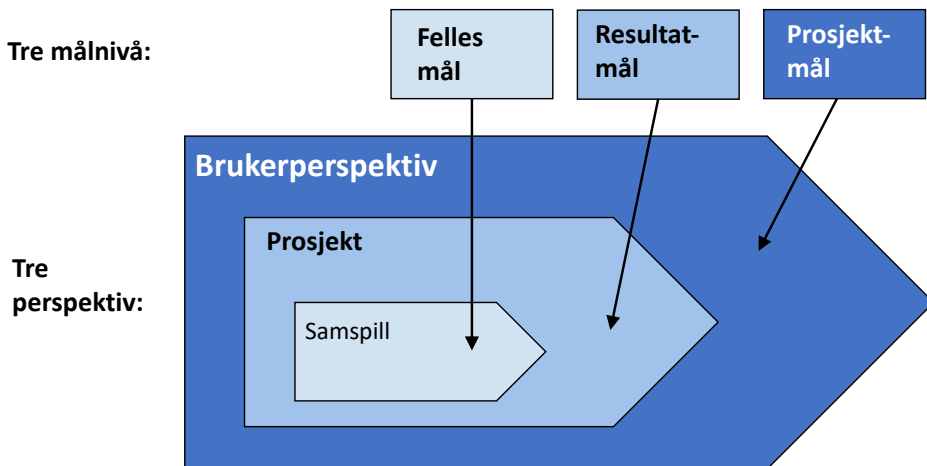 Tre målnivå:
Felles
mål
Resultat-
mål
Prosjekt-
mål
Brukerperspektiv
Prosjekt
Samspill
Tre
perspektiv: